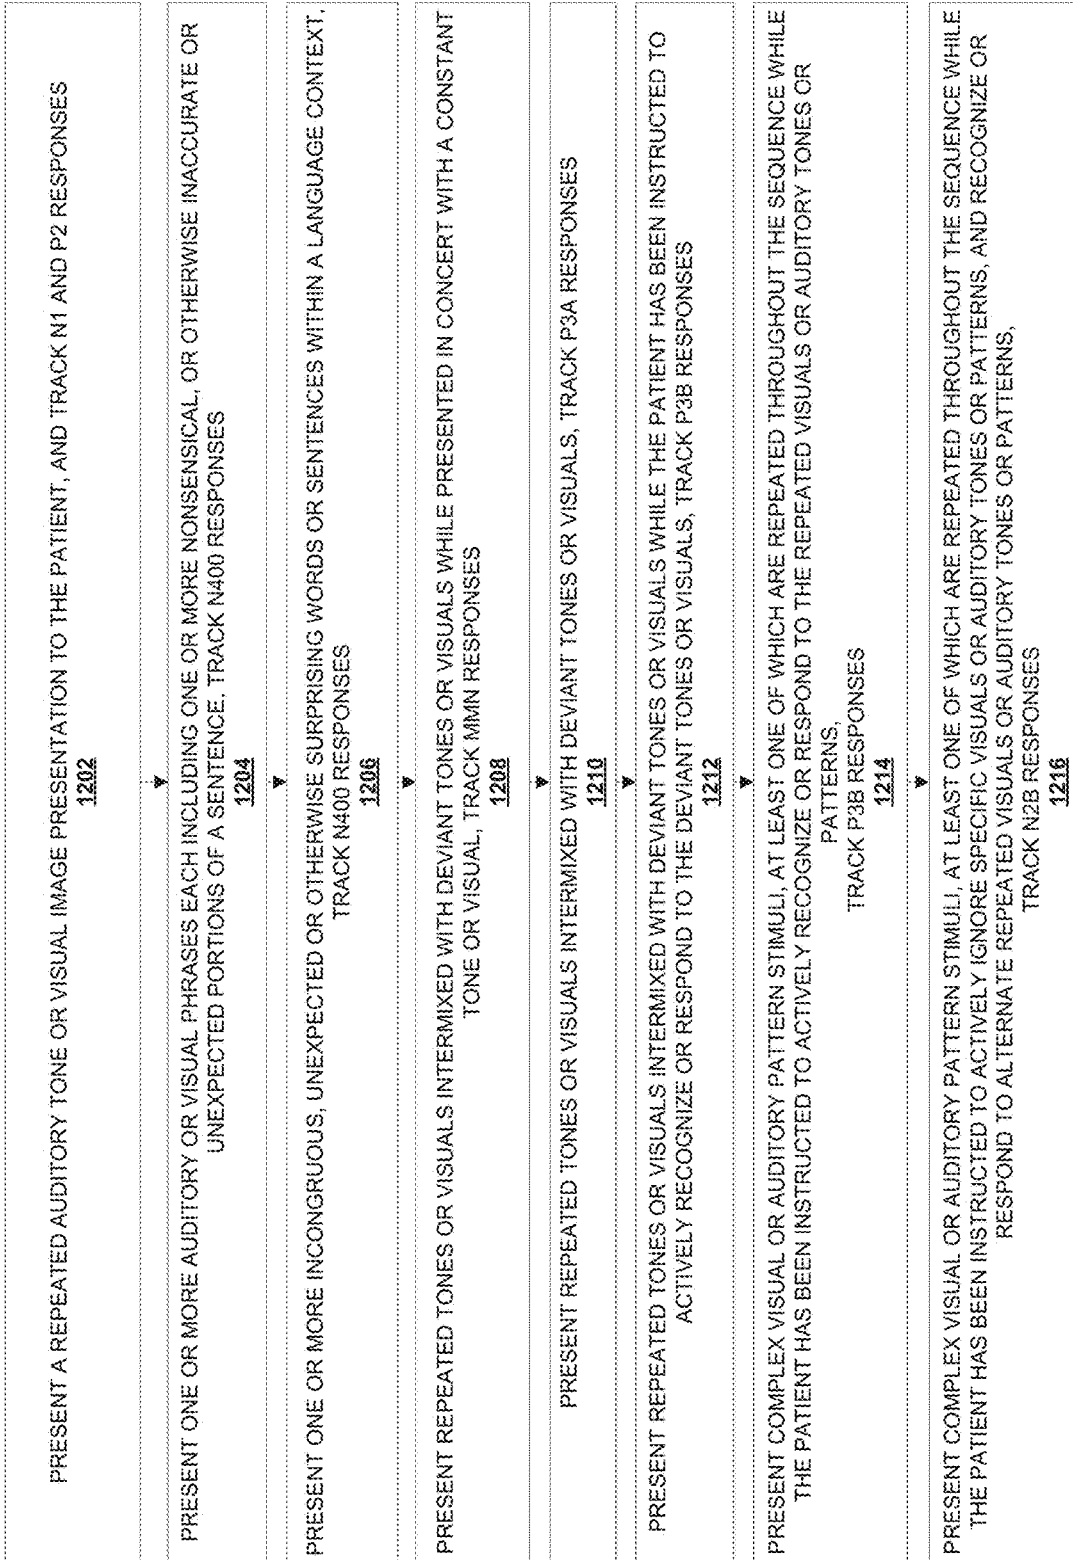 PRESENT A REPEATED AUDITORY TONE OR VISUAL IMAGE PRESENTATION TO THE PATIENT, AND TRACK N1 AND P2 RESPONSES
1202
PRESENT ONE OR MORE AUDITORY OR VISUAL PHRASES EACH INCLUDING ONE OR MORE NONSENSICAL, OR OTHERWISE INACCURATE OR
UNEXPECTED PORTIONS OF A SENTENCE, TRACK N400 RESPONSES
1204
PRESENT ONE OR MORE INCONGRUOUS, UNEXPECTED OR OTHERWISE SURPRISING WORDS OR SENTENCES WITHIN A LANGUAGE CONTEXT,
TRACK N400 RESPONSES
1206
PRESENT REPEATED TONES OR VISUALS INTERMIXED WITH DEVIANT TONES OR VISUALS WHILE PRESENTED IN CONCERT WITH A CONSTANT
TONE OR VISUAL, TRACK MMN RESPONSES
1208
PRESENT REPEATED TONES OR VISUALS INTERMIXED WITH DEVIANT TONES OR VISUALS, TRACK P3A RESPONSES
1210
PRESENT REPEATED TONES OR VISUALS INTERMIXED WITH DEVIANT TONES OR VISUALS WHILE THE PATIENT HAS BEEN INSTRUCTED TO
ACTIVELY RECOGNIZE OR RESPOND TO THE DEVIANT TONES OR VISUALS, TRACK P3B RESPONSES
1212
PRESENT COMPLEX VISUAL OR AUDITORY PATTERN STIMULI, AT LEAST ONE OF WHICH ARE REPEATED THROUGHOUT THE SEQUENCE WHILE
THE PATIENT HAS BEEN INSTRUCTED TO ACTIVELY RECOGNIZE OR RESPOND TO THE REPEATED VISUALS OR AUDITORY TONES OR
PATTERNS,
TRACK P3B RESPONSES
1214
PRESENT COMPLEX VISUAL OR AUDITORY PATTERN STIMULI, AT LEAST ONE OF WHICH ARE REPEATED THROUGHOUT THE SEQUENCE WHILE
THE PATIENT HAS BEEN INSTRUCTED TO ACTIVELY IGNORE SPECIFIC VISUALS OR AUDITORY TONES OR PATTERNS, AND RECOGNIZE OR
RESPOND TO ALTERNATE REPEATED VISUALS OR AUDITORY TONES OR PATTERNS,
TRACK N2B RESPONSES
1216